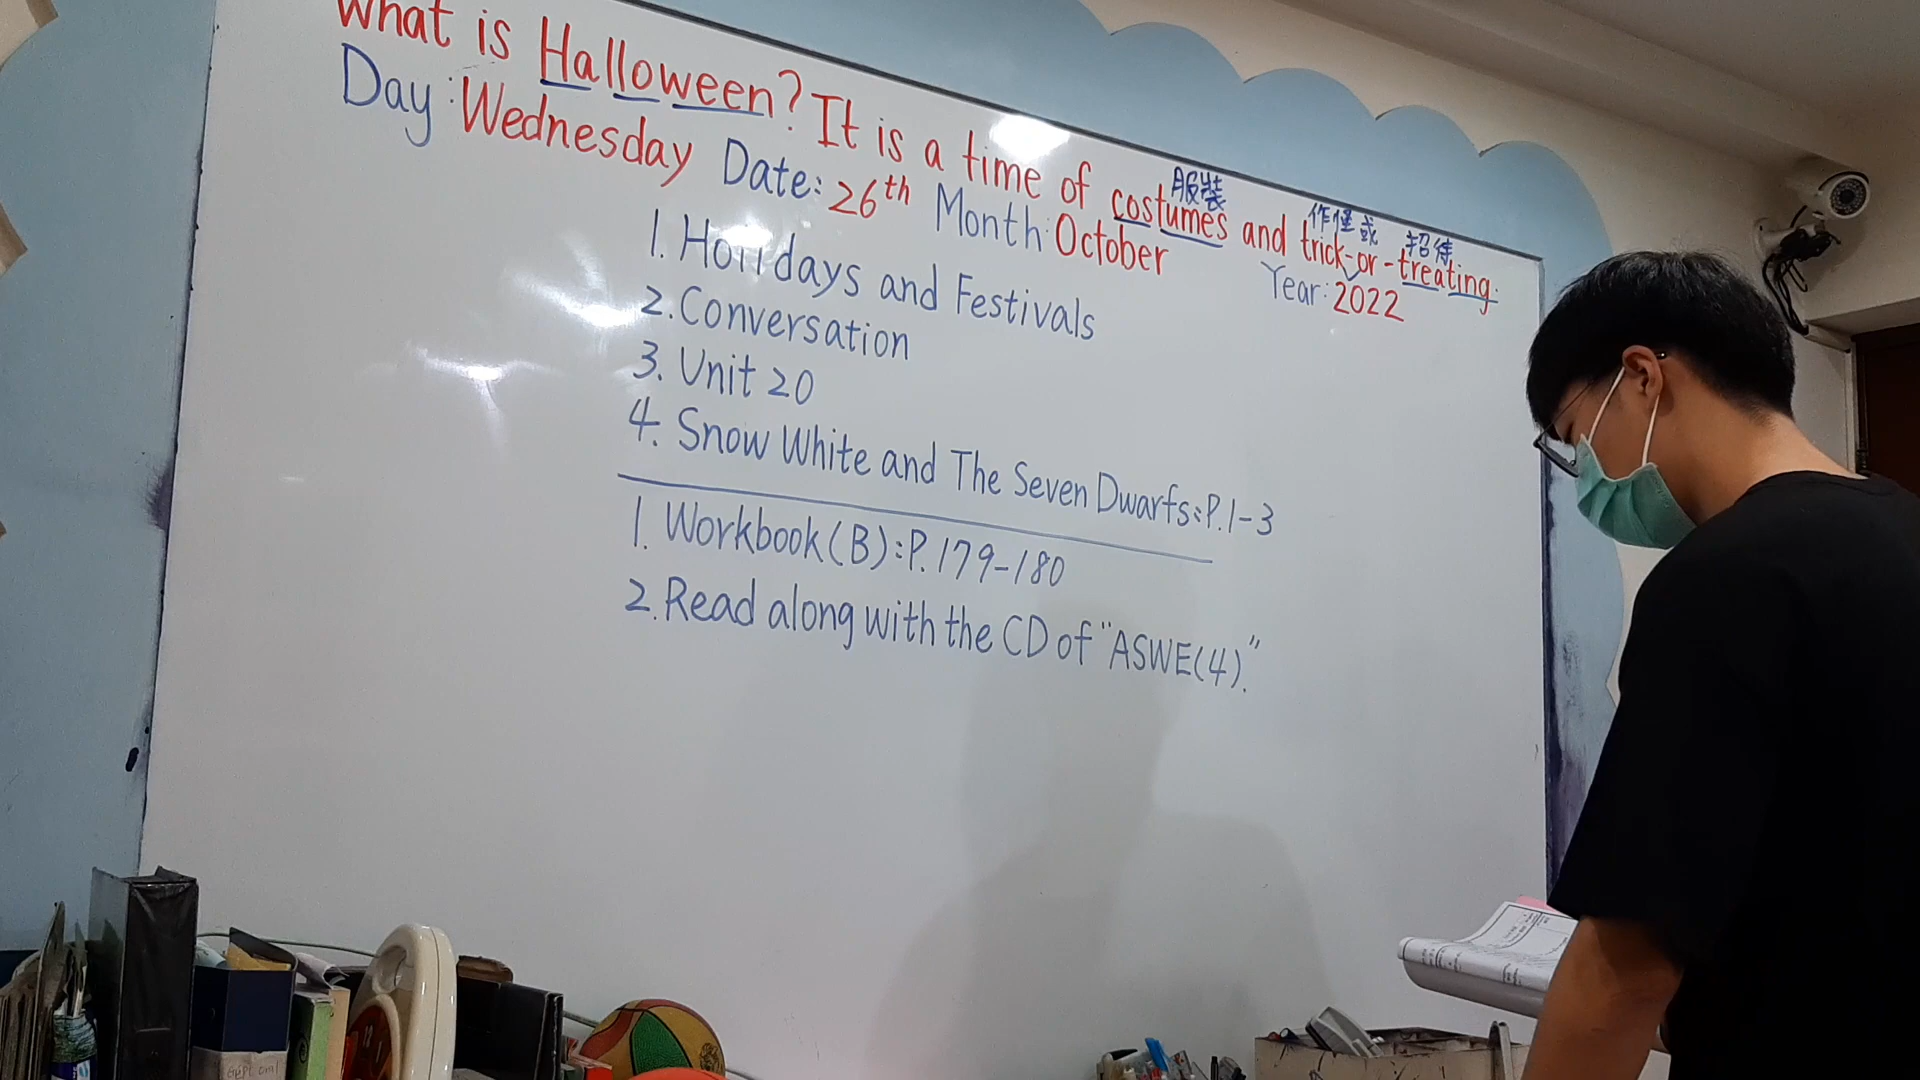 What is Halloween? It is a time of costumes and trick-or-treating.
服裝 作怪或 招待
Day: Wednesday Date: 26th Month: October Year: 2022
1. Holidays and Festivals
2. Conversation
3. Unit 20
4. Snow White and The Seven Dwarfs: P.1-3
1. Workbook (B): P.179-180
2. Read along with the CD of "ASWE(4)."